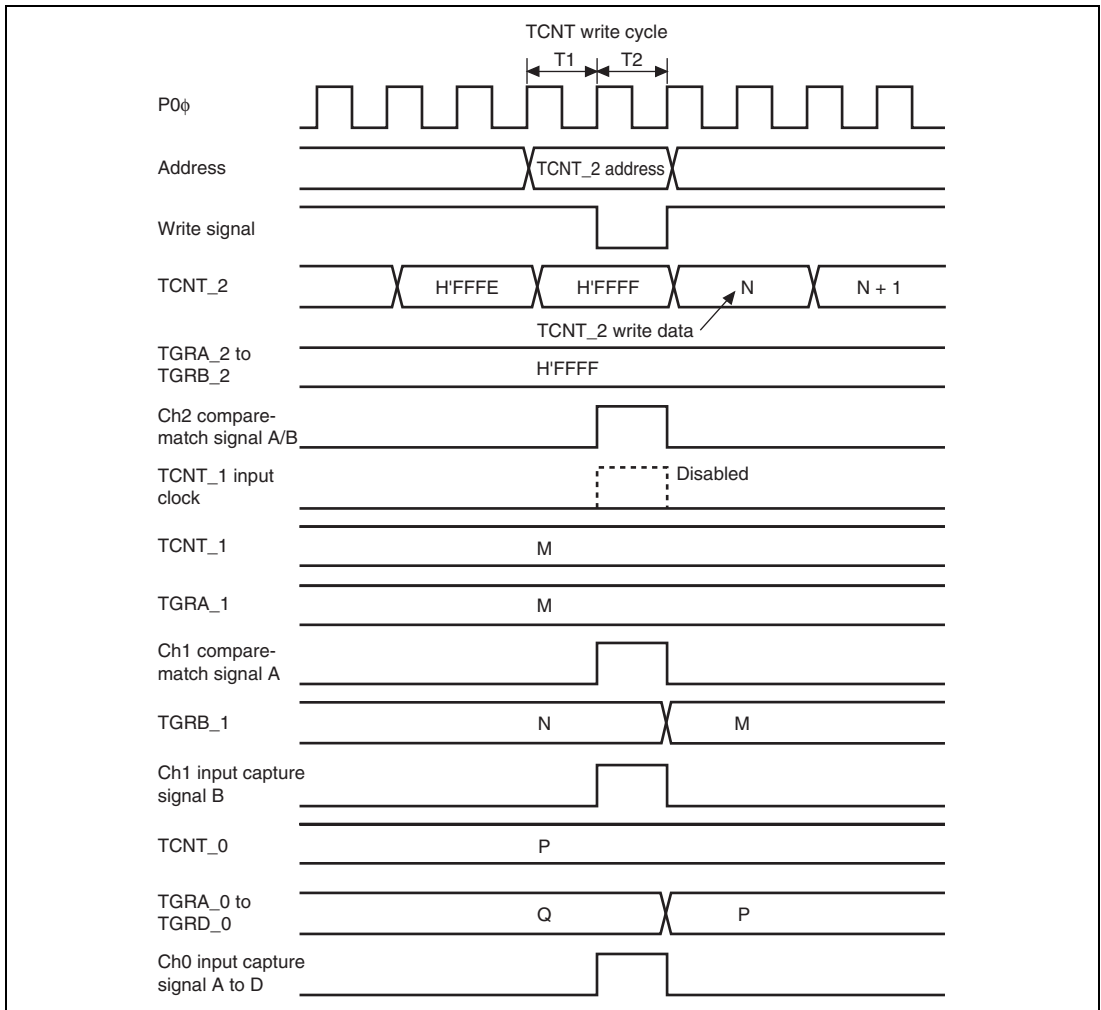 TCNT write cycle
T1 T2
P0ϕ
Address
TCNT_2 address
Write signal
TCNT_2
H'FFFE H'FFFF N N + 1
TCNT_2 write data
TGRA_2 to
TGRB_2
H'FFFF
Ch2 compare-
match signal A/B
TCNT_1 input
clock
Disabled
TCNT_1
M
TGRA_1
M
Ch1 compare-
match signal A
TGRB_1
N M
Ch1 input capture
signal B
TCNT_0
P
TGRA_0 to
TGRD_0
Q P
Ch0 input capture
signal A to D